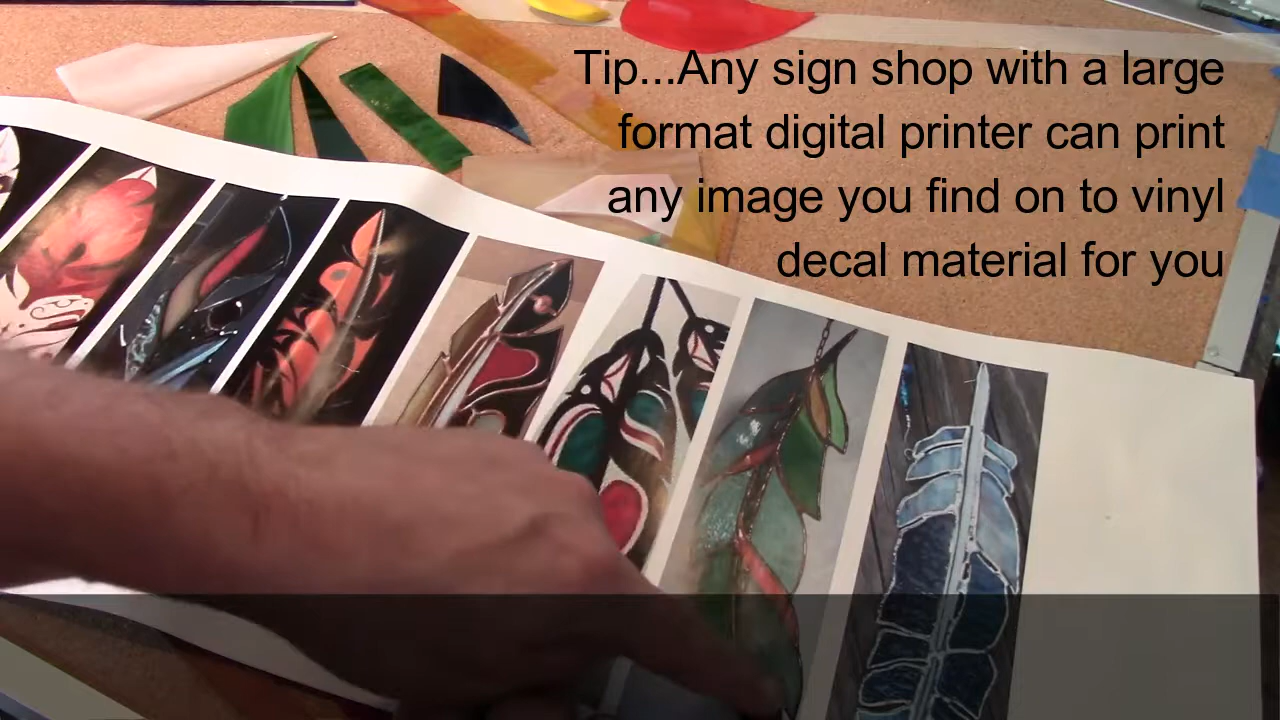 Tip...Any sign shop with a large
format digital printer can print
any image you find on to vinyl
decal material for you